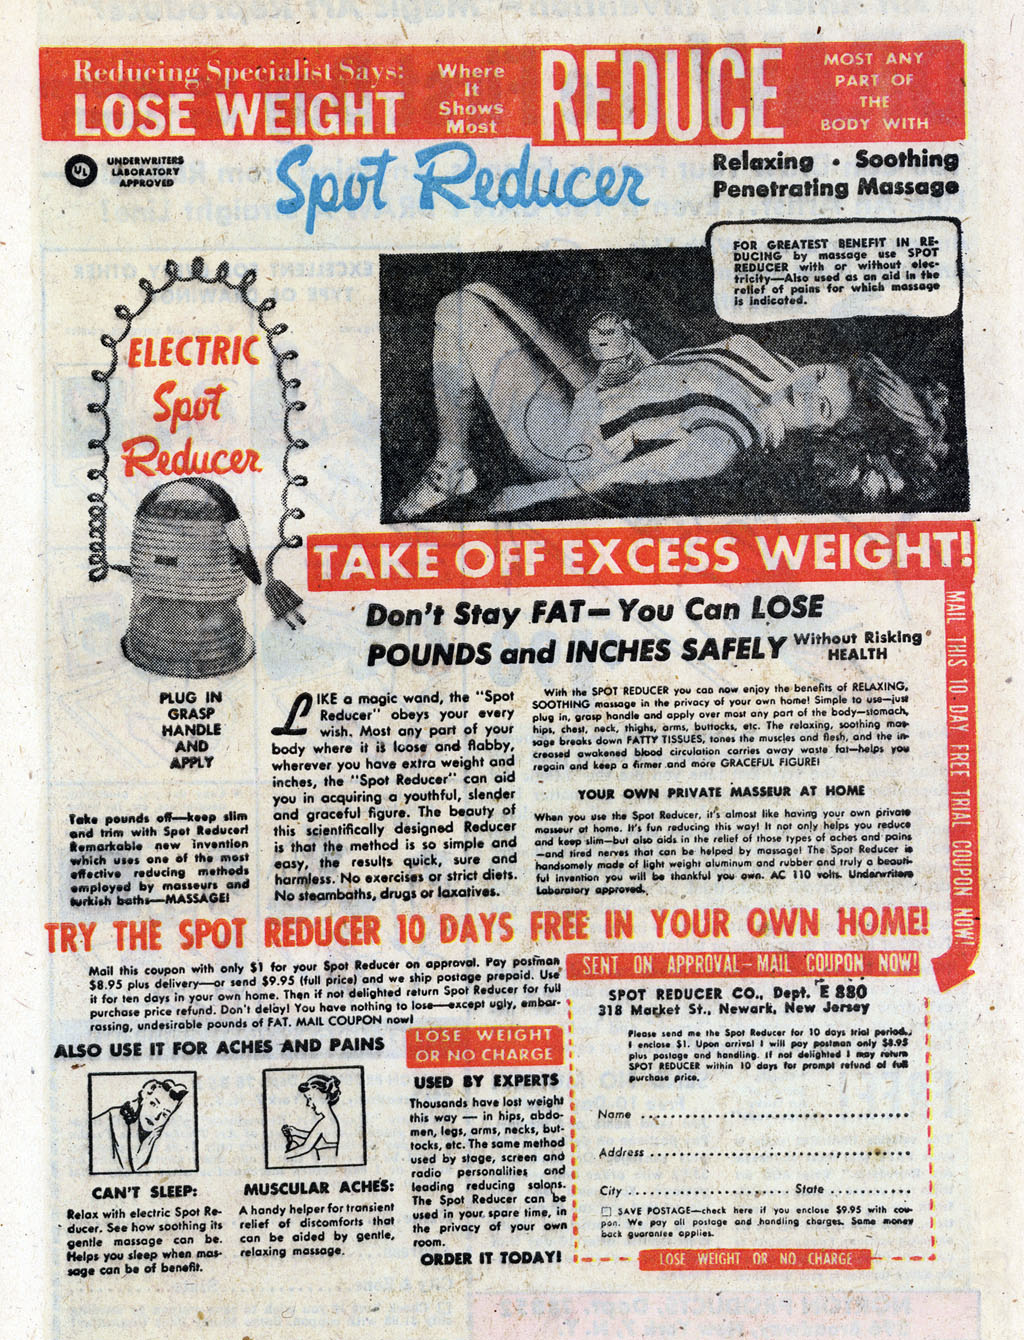 Reducing Specialist Says:
LOSE WEIGHT
Where
It
Shows
Most
REDUCE
MOST ANY
PART OF
THE
BODY WITH
UL
UNDERWRITERS
LABORATORY
APPROVED
Spot Reducer
Relaxing • Soothing
Penetrating Massage
FOR GREATEST BENEFIT IN RE-
DUCING by massage use SPOT
REDUCER with or without elec-
tricity—Also used as an aid in the
relief of pains for which massage
is indicated.
ELECTRIC
Spot
Reducer
TAKE OFF EXCESS WEIGHT!
Don't Stay FAT— You Can LOSE
POUNDS and INCHES SAFELY Without Risking
HEALTH
MAIL THIS 10 DAY FREE TRIAL COUPON NOW!
PLUG IN
GRASP
HANDLE
AND
APPLY
Take pounds off—keep slim
and trim with Spot Reducer!
Remarkable new invention
which uses one of the most
effective reducing methods
employed by masseurs and
turkish baths—MASSAGE!
LIKE a magic wand, the "Spot
Reducer" obeys your every
wish. Most any part of your
body where it is loose and flabby,
wherever you have extra weight and
inches, the "Spot Reducer" can aid
you in acquiring a youthful, slender
and graceful figure. The beauty of
this scientifically designed Reducer
is that the method is so simple and
easy, the results quick, sure and
harmless. No exercises or strict diets.
No steambaths, drugs or laxatives.
With the SPOT REDUCER you can now enjoy the benefits of RELAXING,
SOOTHING massage in the privacy of your own home! Simple to use—just
plug in, grasp handle and apply over most any part of the body—stomach,
hips, chest, neck, thighs, arms, buttocks, etc. The relaxing, soothing mas-
sage breaks down FATTY TISSUES, tones the muscles and flesh, and the in-
creased awakened blood circulation carries away waste fat—helps you
regain and keep a firmer and more GRACEFUL FIGURE!
YOUR OWN PRIVATE MASSEUR AT HOME
When you use the Spot Reducer, it's almost like having your own private
masseur at home. It's fun reducing this way! It not only helps you reduce
and keep slim—but also aids in the relief of those types of aches and pains
—and tired nerves that can be helped by massage! The Spot Reducer is
handsomely made of light weight aluminum and rubber and truly a beauti-
ful invention you will be thankful you own. AC 110 volts. Underwriters
Laboratory approved.
TRY THE SPOT REDUCER 10 DAYS FREE IN YOUR OWN HOME!
Mail this coupon with only $1 for your Spot Reducer on approval. Pay postman
$8.95 plus delivery—or send $9.95 (full price) and we ship postage prepaid. Use
it for ten days in your own home. Then if not delighted return Spot Reducer for full
purchase price refund. Don't delay! You have nothing to lose—except ugly, embar-
rassing, undesirable pounds of FAT. MAIL COUPON now!
ALSO USE IT FOR ACHES AND PAINS
CAN'T SLEEP:
Relax with electric Spot Re-
ducer. See how soothing its
gentle massage can be.
Helps you sleep when mas-
sage can be of benefit.
MUSCULAR ACHES:
A handy helper for transient
relief of discomforts that
can be aided by gentle,
relaxing massage.
LOSE WEIGHT
OR NO CHARGE
USED BY EXPERTS
Thousands have lost weight
this way — in hips, abdo-
men, legs, arms, necks, but-
tocks, etc. The same method
used by stage, screen and
radio personalities and
leading reducing salons.
The Spot Reducer can be
used in your spare time, in
the privacy of your own
room.
ORDER IT TODAY!
SENT ON APPROVAL—MAIL COUPON NOW!
SPOT REDUCER CO., Dept. E 880
318 Market St., Newark, New Jersey
Please send me the Spot Reducer for 10 days trial period.
I enclose $1. Upon arrival I will pay postman only $8.95
plus postage and handling. If not delighted I may return
SPOT REDUCER within 10 days for prompt refund of full
purchase price.
Name
Address
City State
SAVE POSTAGE—check here if you enclose $9.95 with cou-
pon. We pay all postage and handling charges. Same money
back guarantee applies.
LOSE WEIGHT OR NO CHARGE